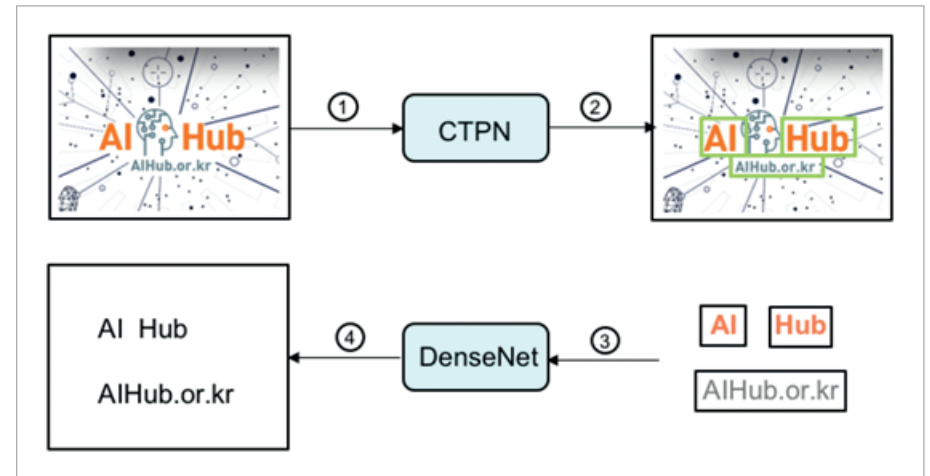 ①
②
AI Hub
AIHub.or.kr
CTPN
AI Hub
AIHub.or.kr
④
③
AI Hub
AIHub.or.kr
DenseNet
AI Hub
AIHub.or.kr